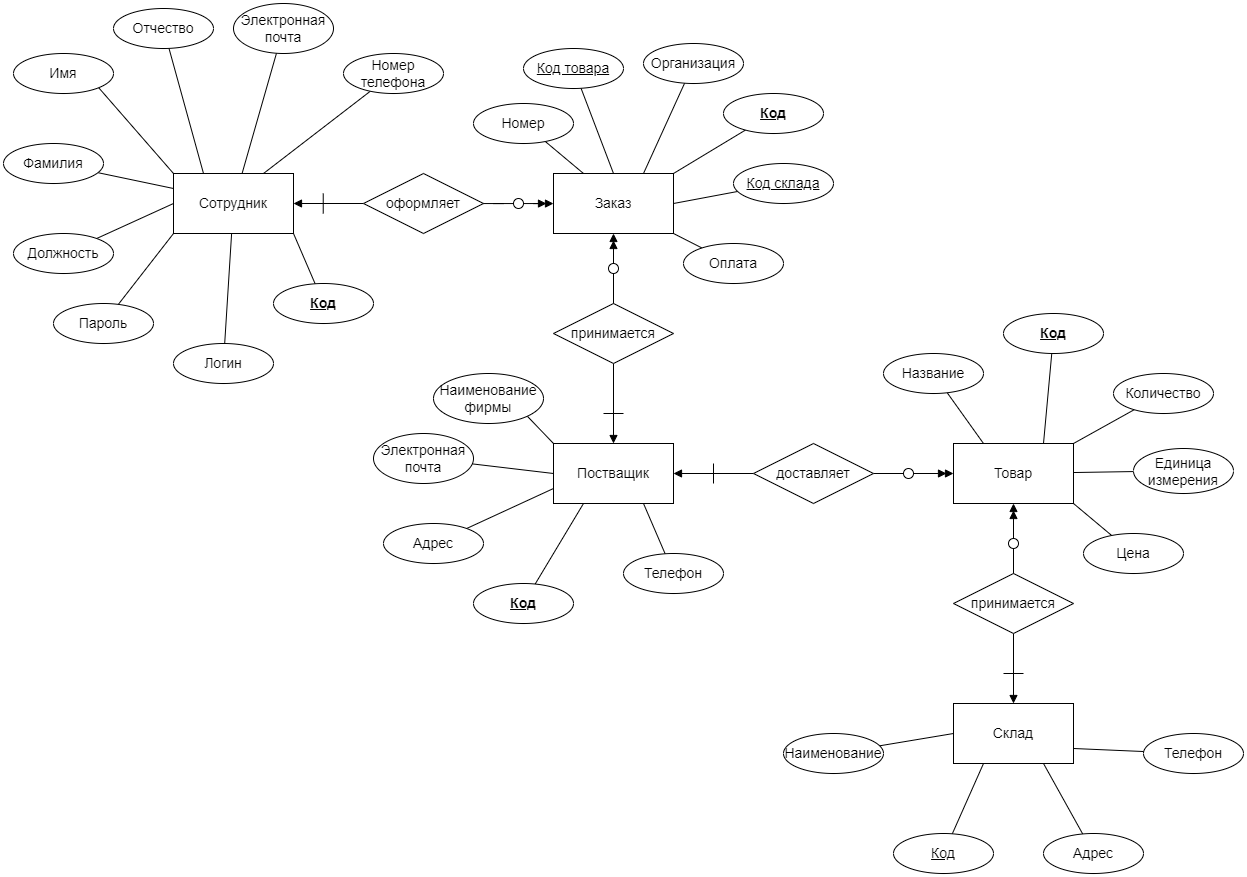 Отчество
Электронная
почта
Имя
Номер
телефона
Фамилия
Сотрудник
Должность
Пароль
Логин
Код
оформляет
Код товара
Организация
Номер
Код
Код склада
Заказ
Оплата
принимается
Наименование
фирмы
Электронная
почта
Поставщик
Адрес
Код
Телефон
доставляет
Код
Название
Количество
Товар
Единица
измерения
Цена
принимается
Склад
Наименование
Телефон
Код
Адрес